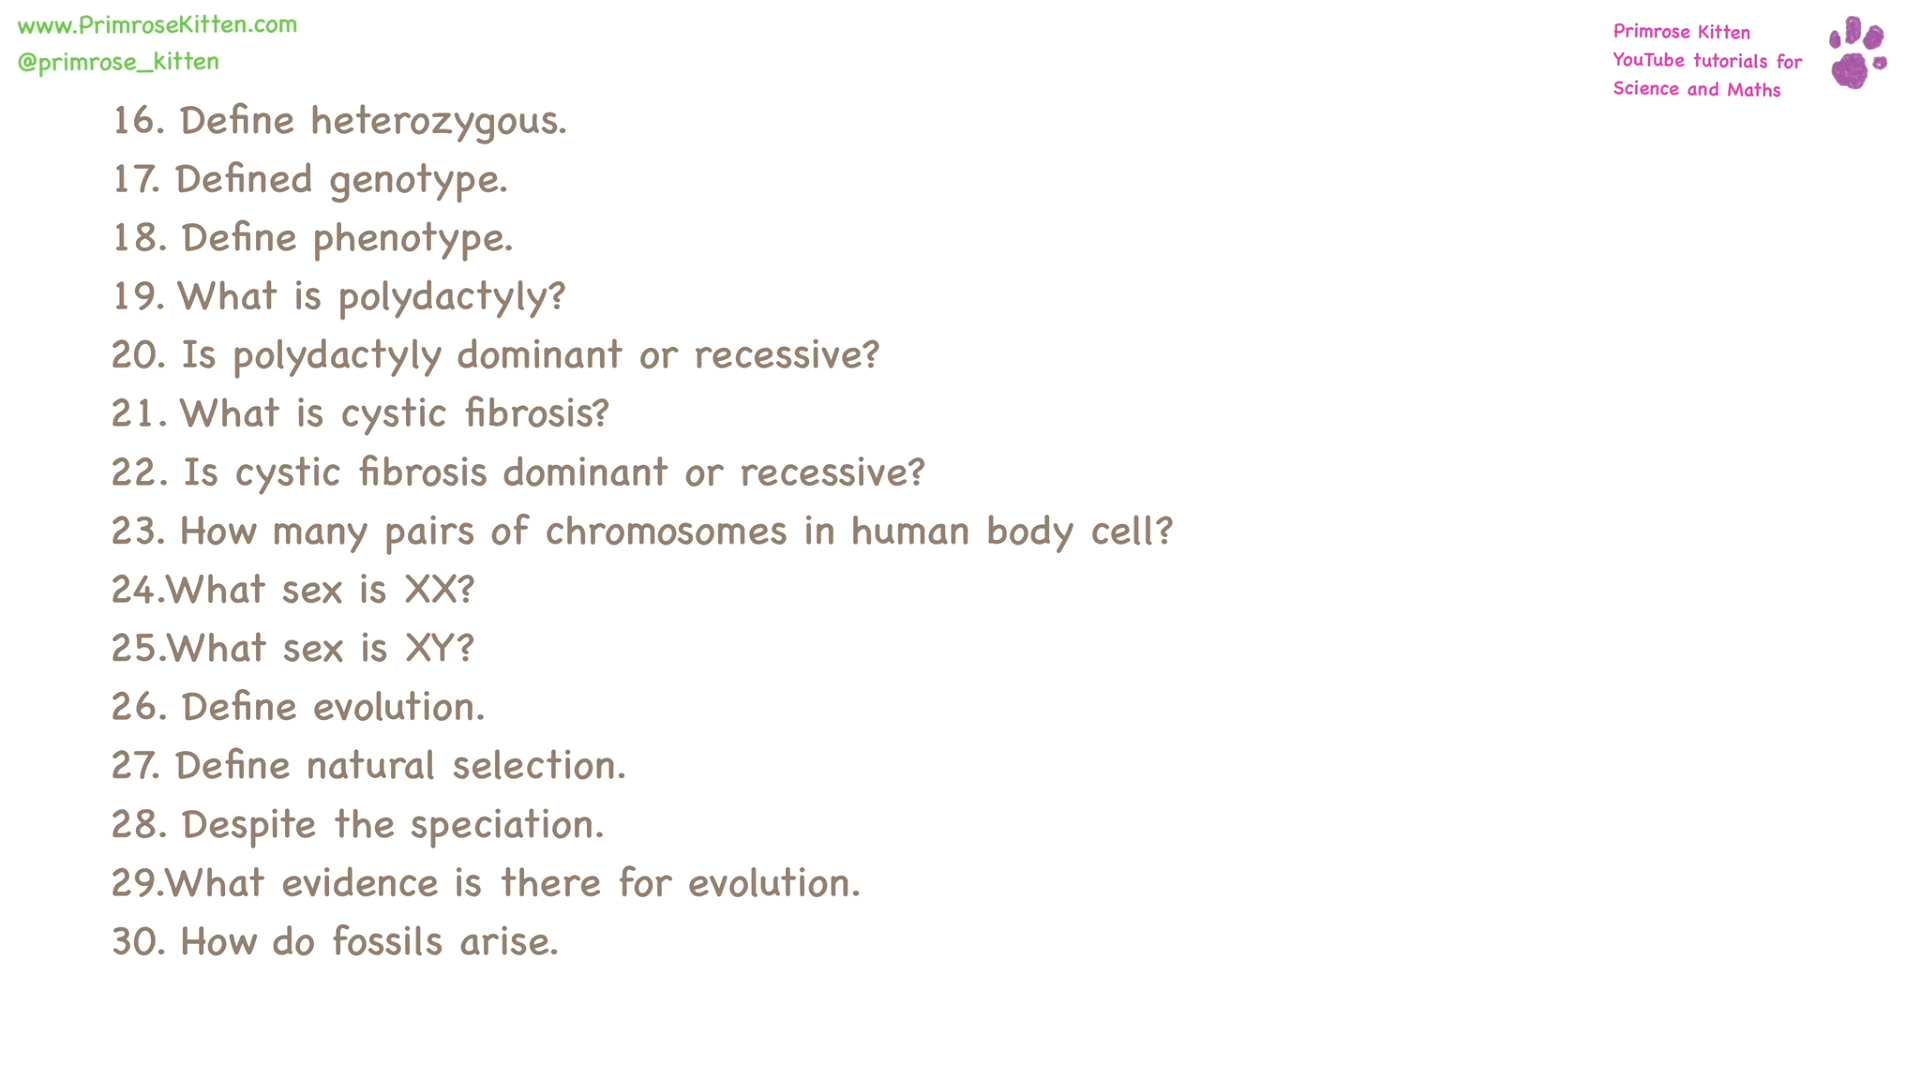 www.PrimroseKitten.com
@primrose_kitten
Primrose Kitten
YouTube tutorials for
Science and Maths
16. Define heterozygous.
17. Defined genotype.
18. Define phenotype.
19. What is polydactyly?
20. Is polydactyly dominant or recessive?
21. What is cystic fibrosis?
22. Is cystic fibrosis dominant or recessive?
23. How many pairs of chromosomes in human body cell?
24.What sex is XX?
25.What sex is XY?
26. Define evolution.
27. Define natural selection.
28. Despite the speciation.
29.What evidence is there for evolution.
30. How do fossils arise.